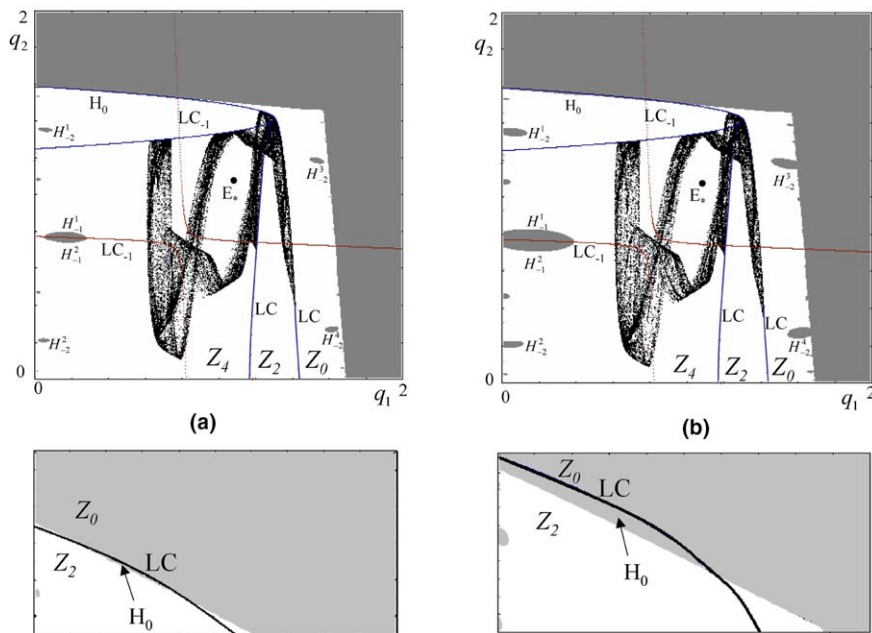 2
q₂
H₀
LC₋₁
H¹₋₂
H³₋₂
E*
H¹₋₁
H²₋₁
LC₋₁
LC
LC
H²₋₂
H⁴₋₂
Z₄
Z₂
Z₀
0
0
q₁
2
(a)
2
q₂
H₀
LC₋₁
H¹₋₂
H³₋₂
E*
H¹₋₁
H²₋₁
LC₋₁
LC
LC
H²₋₂
H⁴₋₂
Z₄
Z₂
Z₀
0
0
q₁
2
(b)
Z₀
Z₂
LC
H₀
Z₀
LC
Z₂
H₀